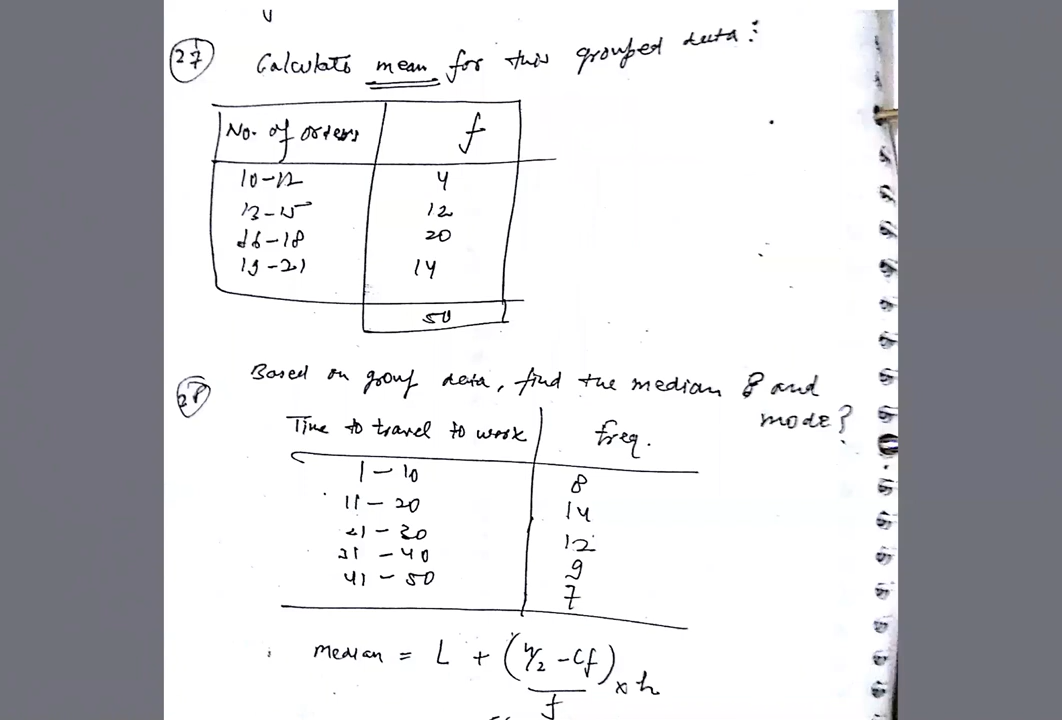 27 Calculate mean for this grouped data :
No. of orders f
10-12 4
13-15 12
16-18 20
19-21 14
50
28 Based on group data, find the median 8 and
mode?
Time to travel to work freq.
1 - 10 8
11 - 20 14
21 - 30 12
31 - 40 9
41 - 50 7
median = L + (n/2 - cf) x h
f